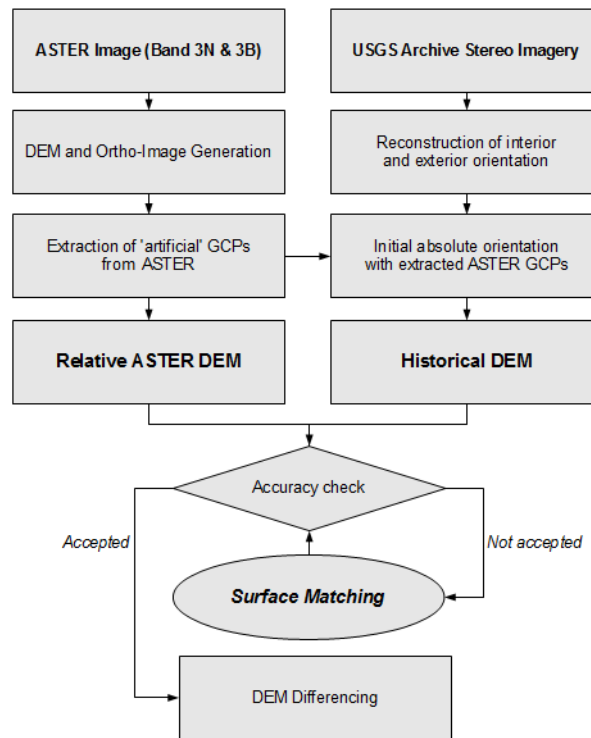 ASTER Image (Band 3N & 3B)
USGS Archive Stereo Imagery
DEM and Ortho-Image Generation
Reconstruction of interior
and exterior orientation
Extraction of 'artificial' GCPs
from ASTER
Initial absolute orientation
with extracted ASTER GCPs
Relative ASTER DEM
Historical DEM
Accuracy check
Accepted
Not accepted
Surface Matching
DEM Differencing